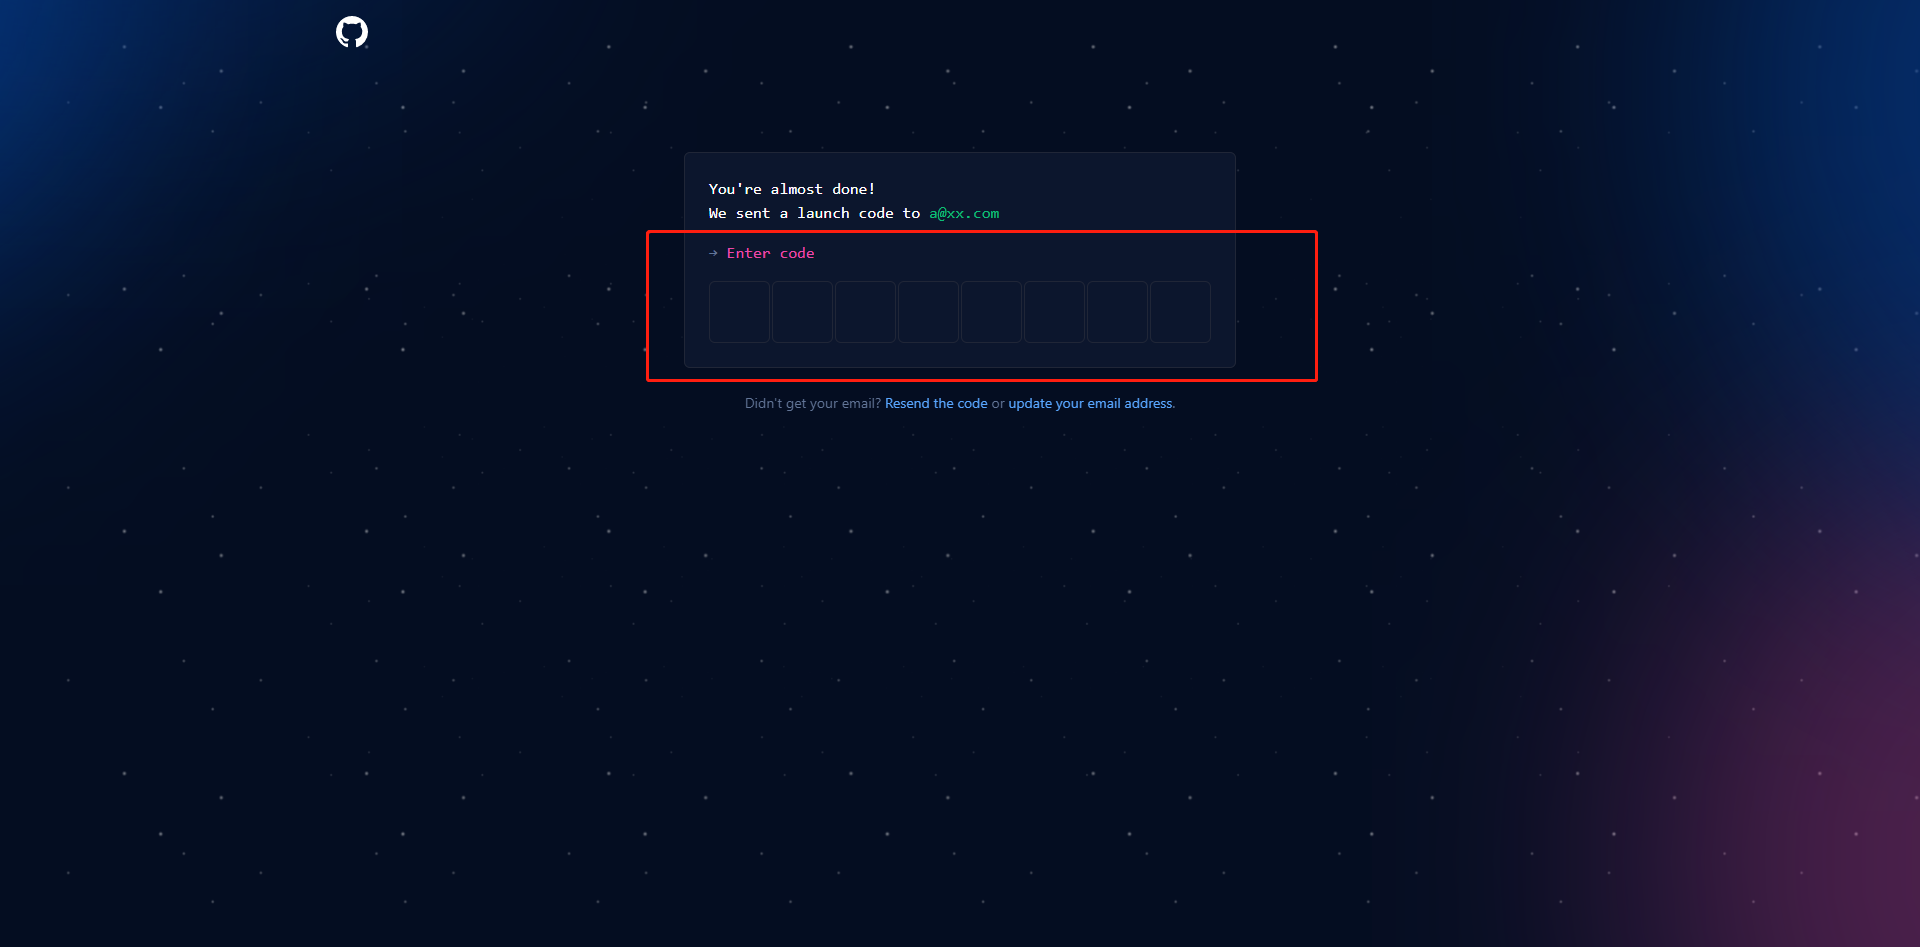 You're almost done!
We sent a launch code to a@xx.com
→ Enter code
Didn't get your email? Resend the code or update your email address.